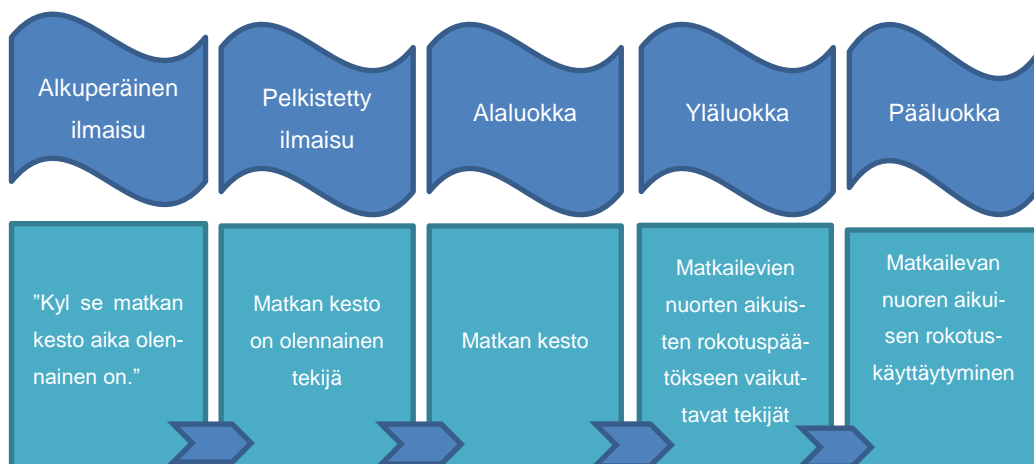 Alkuperäinen
ilmaisu
Pelkistetty
ilmaisu
Alaluokka
Yläluokka
Pääluokka
”Kyl se matkan
kesto aika olen-
nainen on.”
Matkan kesto
on olennainen
tekijä
Matkan kesto
Matkailevien
nuorten aikuis-
ten rokotuspää-
tökseen vaikut-
tavat tekijät
Matkailevan
nuoren aikui-
sen rokotus-
käyttäytyminen